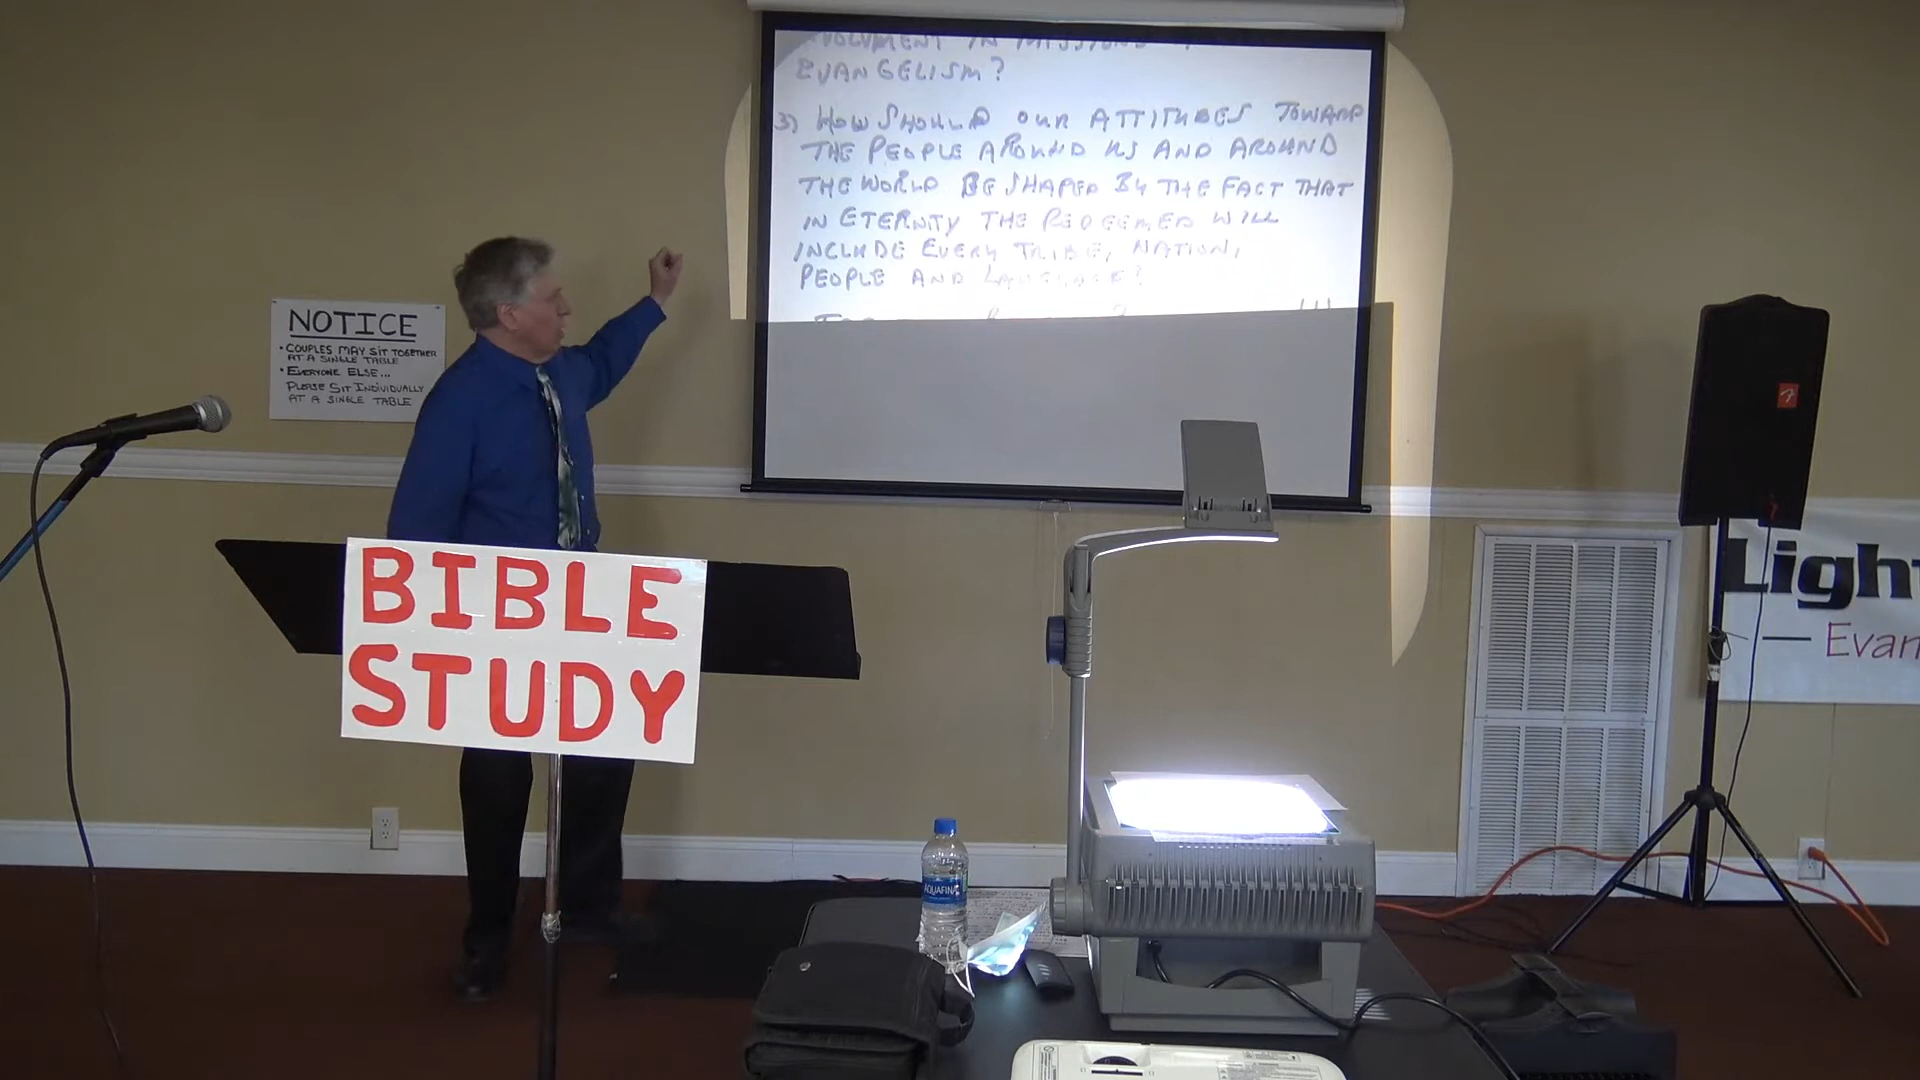 EVANGELISM?
3) HOW SHOULD OUR ATTITUDES TOWARD
THE PEOPLE AROUND US AND AROUND
THE WORLD BE SHAPED BY THE FACT THAT
IN ETERNITY THE REDEEMED WILL
INCLUDE EVERY TRIBE, NATION,
PEOPLE AND LANGUAGE?
NOTICE
• COUPLES MAY SIT TOGETHER
AT A SINGLE TABLE
• EVERYONE ELSE...
PLEASE SIT INDIVIDUALLY
AT A SINGLE TABLE
BIBLE
STUDY
Ligh
Evan
AQUAFINA